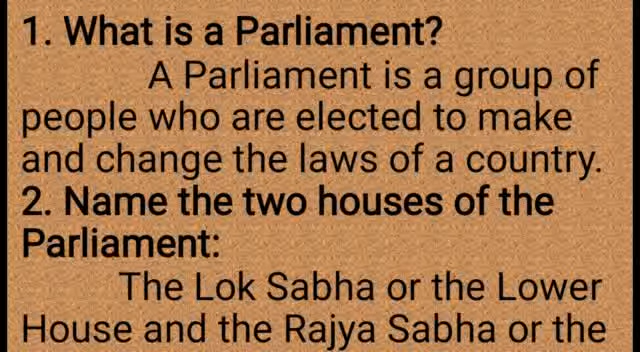 1. What is a Parliament?
A Parliament is a group of
people who are elected to make
and change the laws of a country.
2. Name the two houses of the
Parliament:
The Lok Sabha or the Lower
House and the Rajya Sabha or the